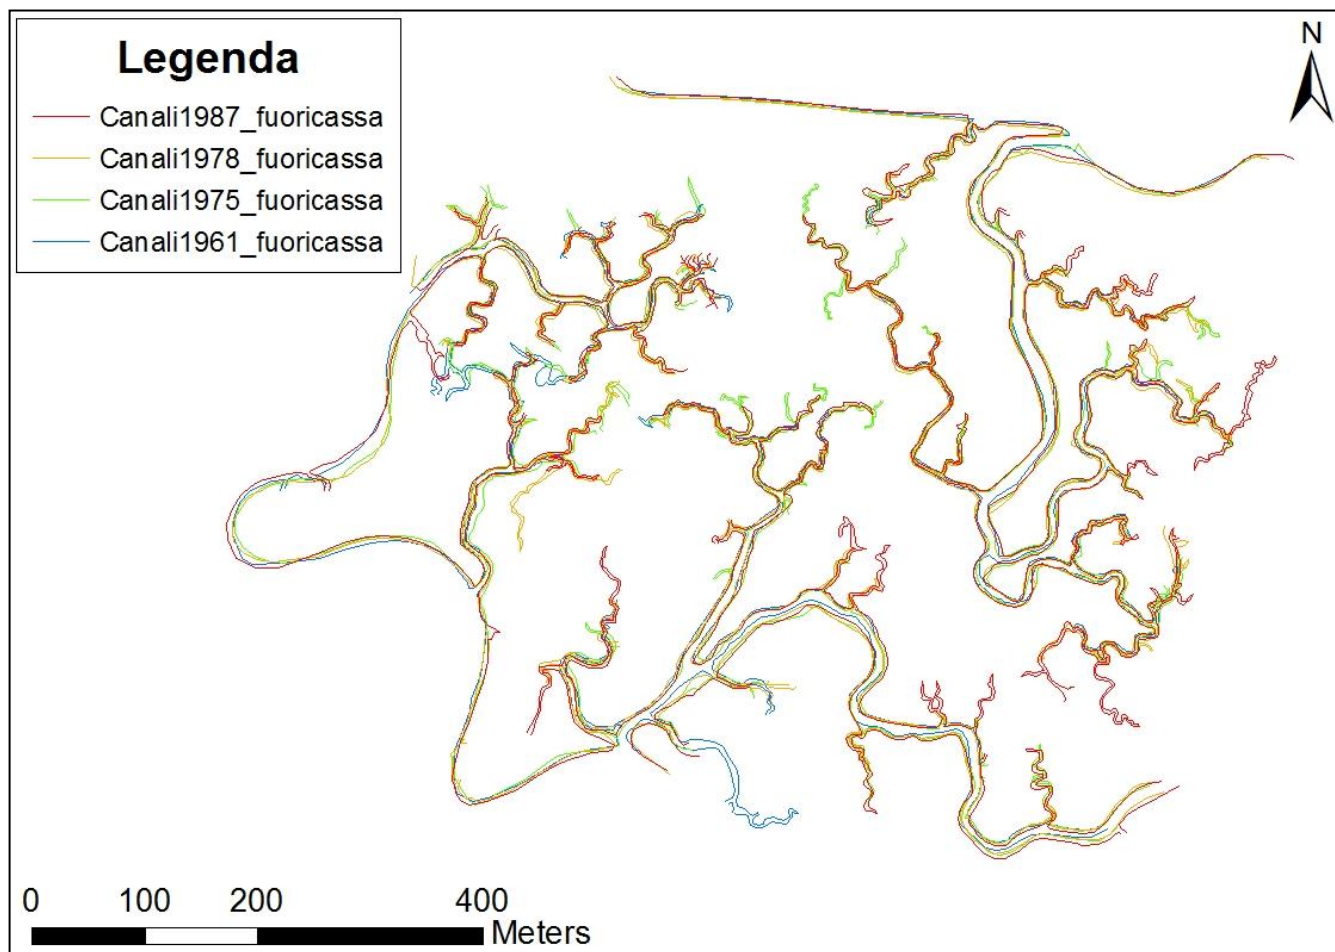 Legenda
Canali1987_fuoricassa
Canali1978_fuoricassa
Canali1975_fuoricassa
Canali1961_fuoricassa
N
0 100 200 400
Meters